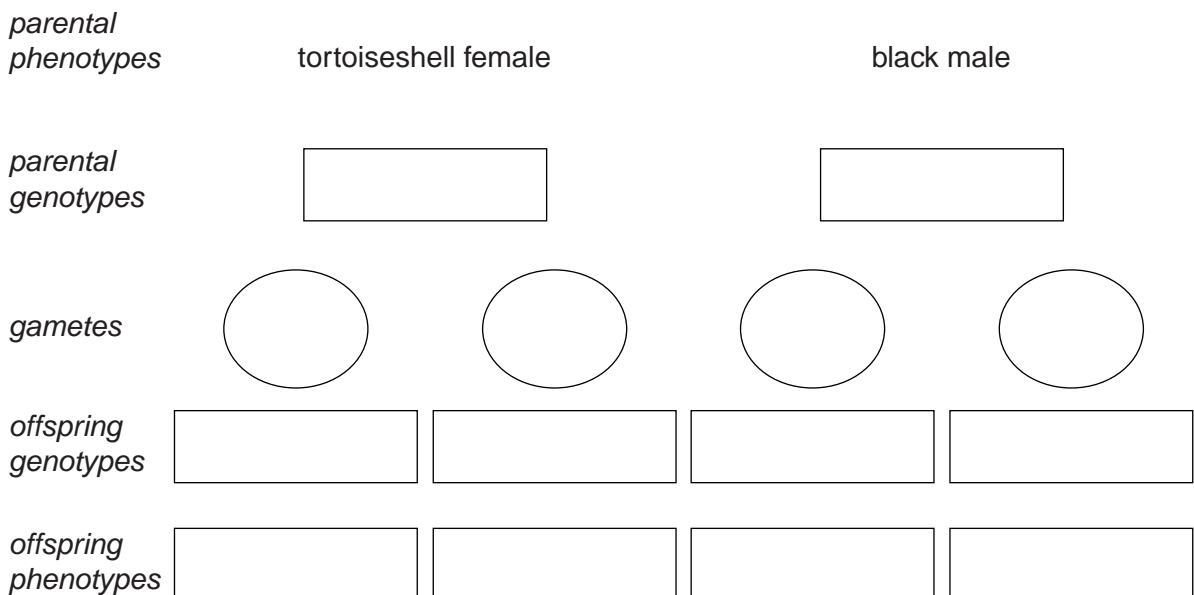 parental
phenotypes
tortoiseshell female
black male
parental
genotypes
gametes
offspring
genotypes
offspring
phenotypes